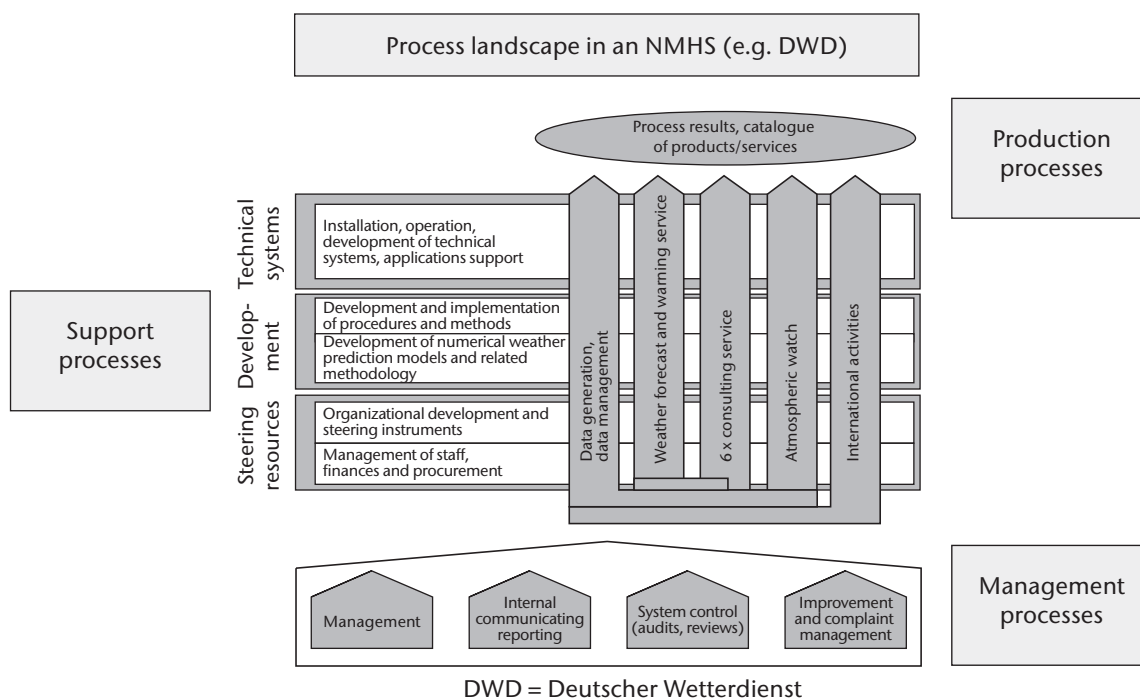 Process landscape in an NMHS (e.g. DWD)
Process results, catalogue
of products/services
Production
processes
Technical
systems
Installation, operation,
development of technical
systems, applications support
Support
processes
Develop-
ment
Development and implementation
of procedures and methods
Development of numerical weather
prediction models and related
methodology
Steering
resources
Organizational development and
steering instruments
Management of staff,
finances and procurement
Data generation,
data management
Weather forecast and warning service
6 x consulting service
Atmospheric watch
International activities
Management
Internal
communicating
reporting
System control
(audits, reviews)
Improvement
and complaint
management
Management
processes
DWD = Deutscher Wetterdienst